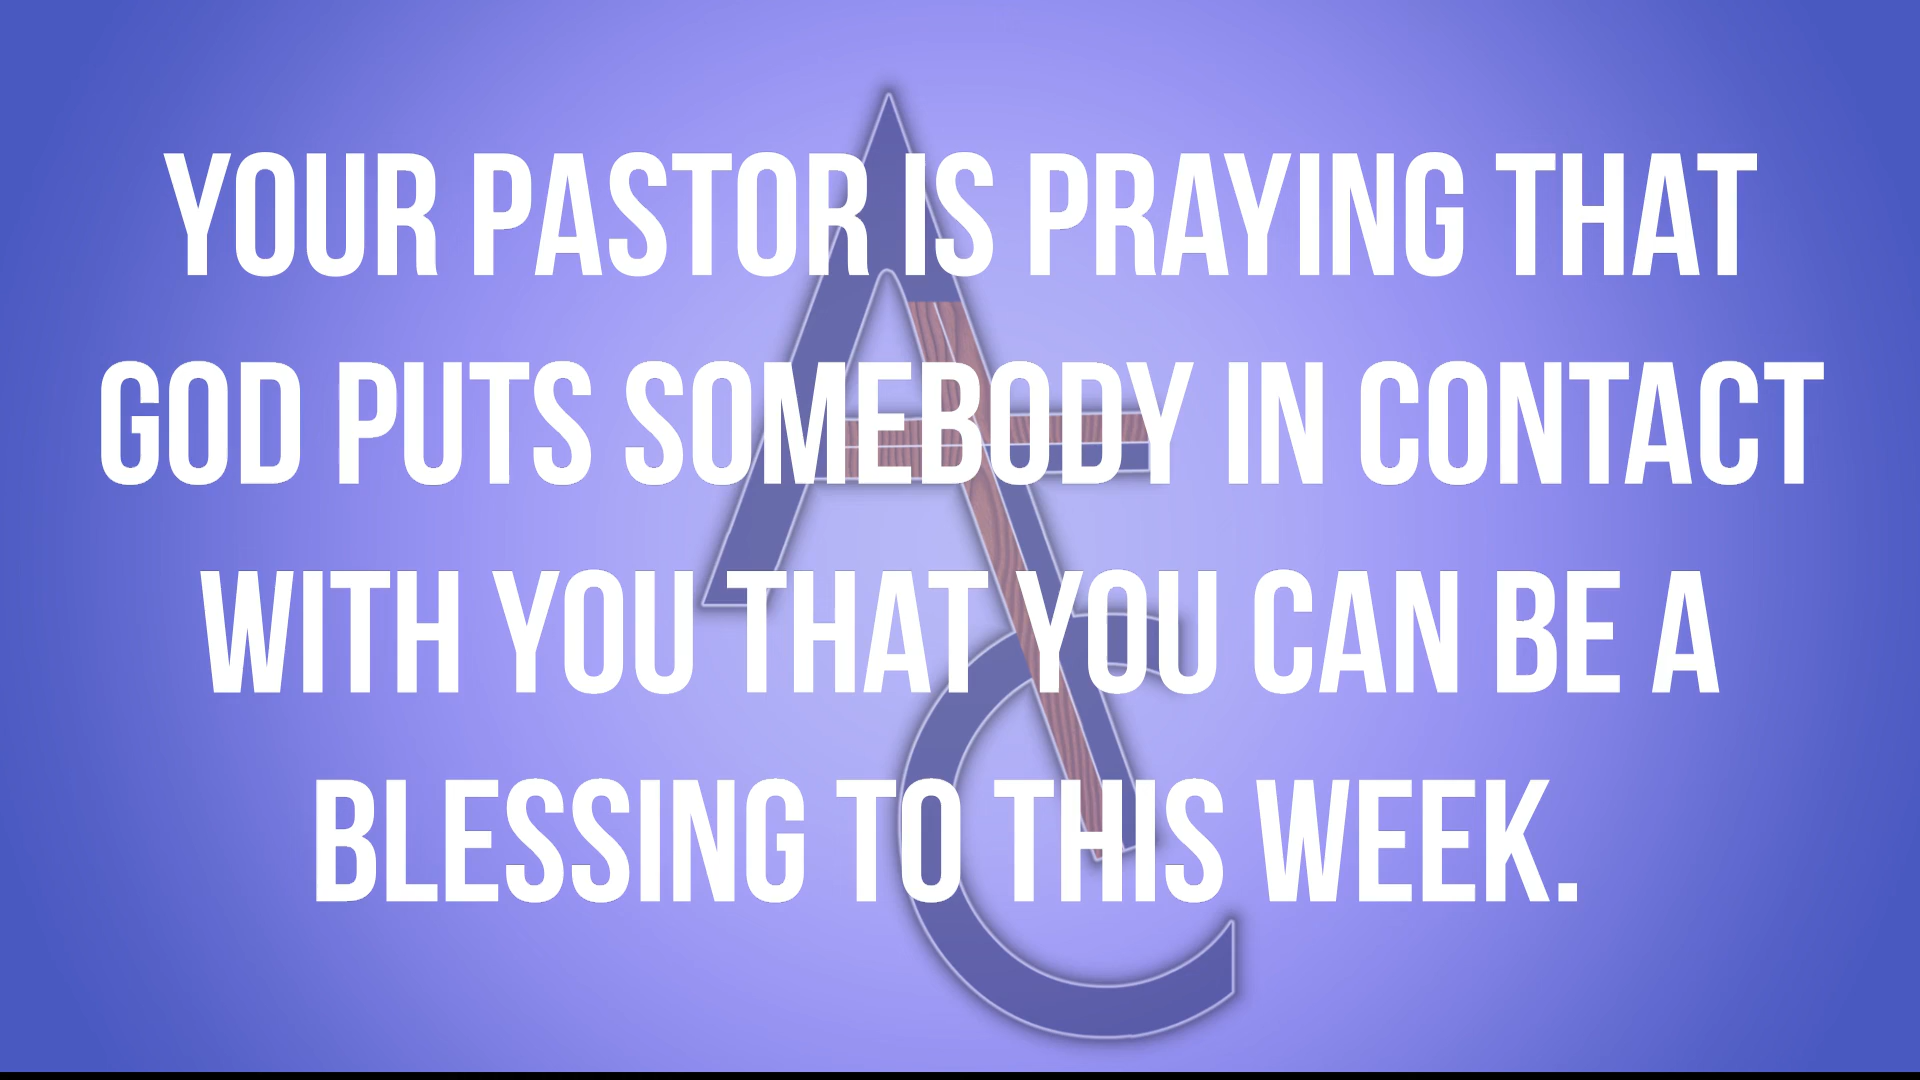 YOUR PASTOR IS PRAYING THAT
GOD PUTS SOMEBODY IN CONTACT
WITH YOU THAT YOU CAN BE A
BLESSING TO THIS WEEK.